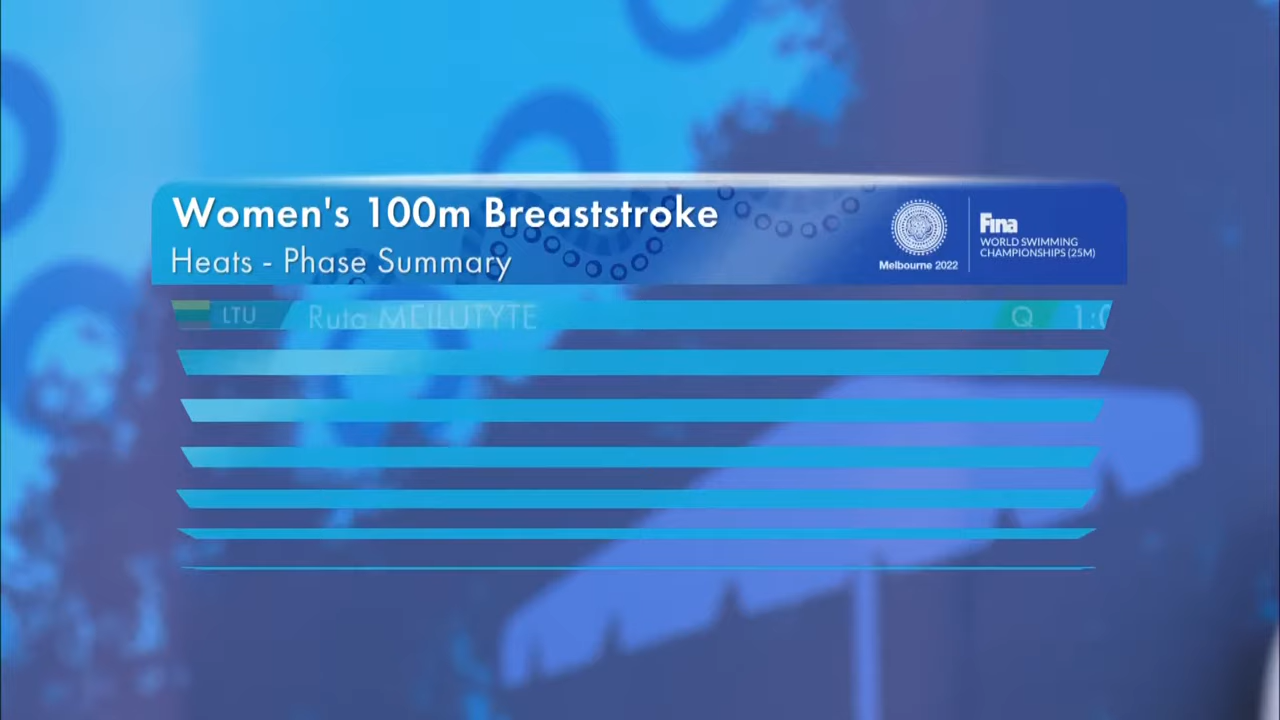 Women's 100m Breaststroke
Heats - Phase Summary
Melbourne 2022
Fina
WORLD SWIMMING
CHAMPIONSHIPS (25M)
LTU Ruta MEILUTYTE Q